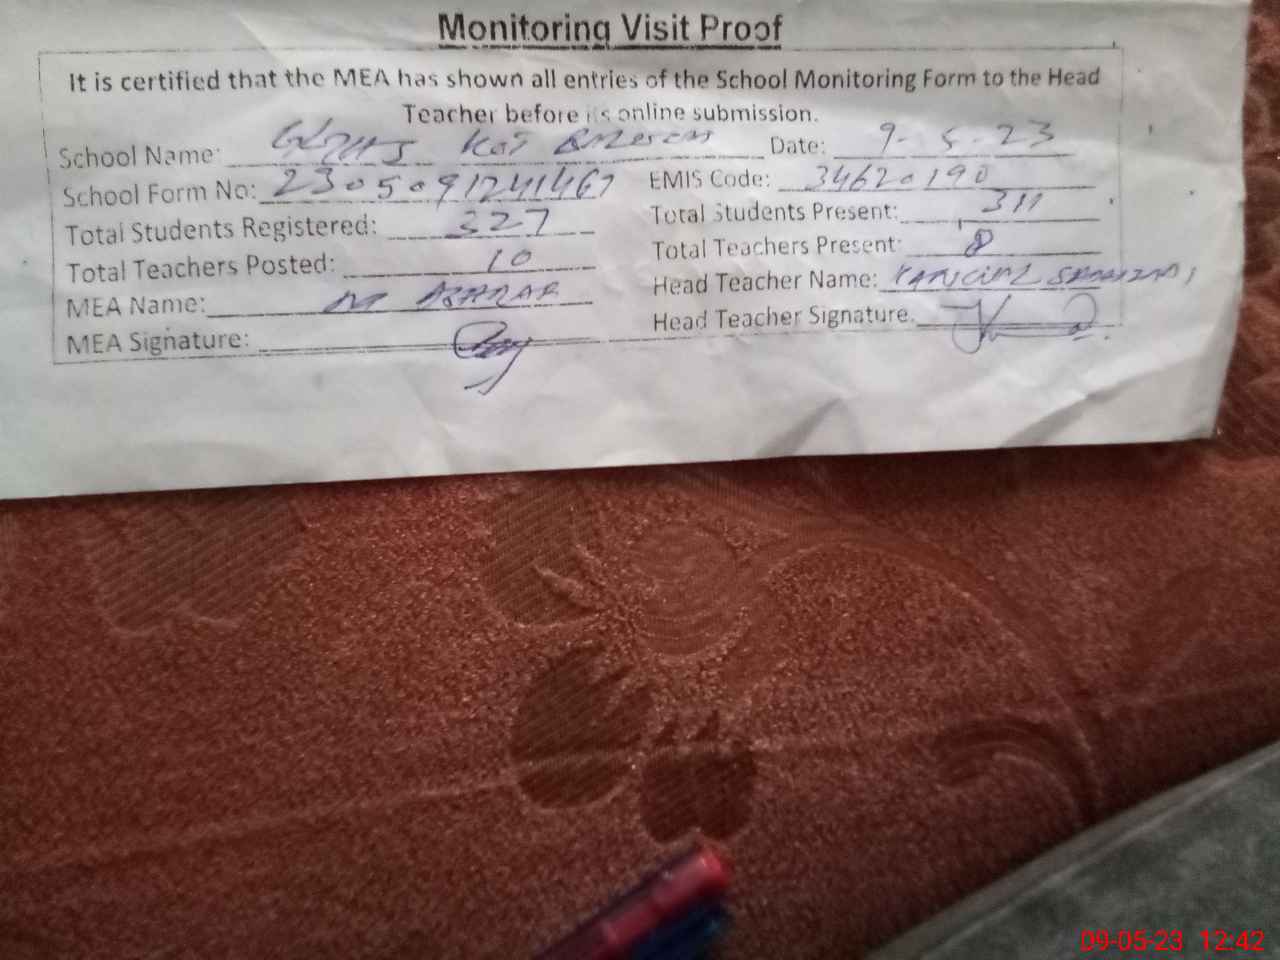 Monitoring Visit Proof
It is certified that the MEA has shown all entries of the School Monitoring Form to the Head
Teacher before its online submission.
School Name: Kot Date: 9-5-23
School Form No: 2305091241467 EMIS Code: 34620190
Total Students Registered: 327 Total Students Present: 311
Total Teachers Posted: 10 Total Teachers Present: 8
MEA Name: M Head Teacher Name:
MEA Signature: Head Teacher Signature.
09-05-23 12:42